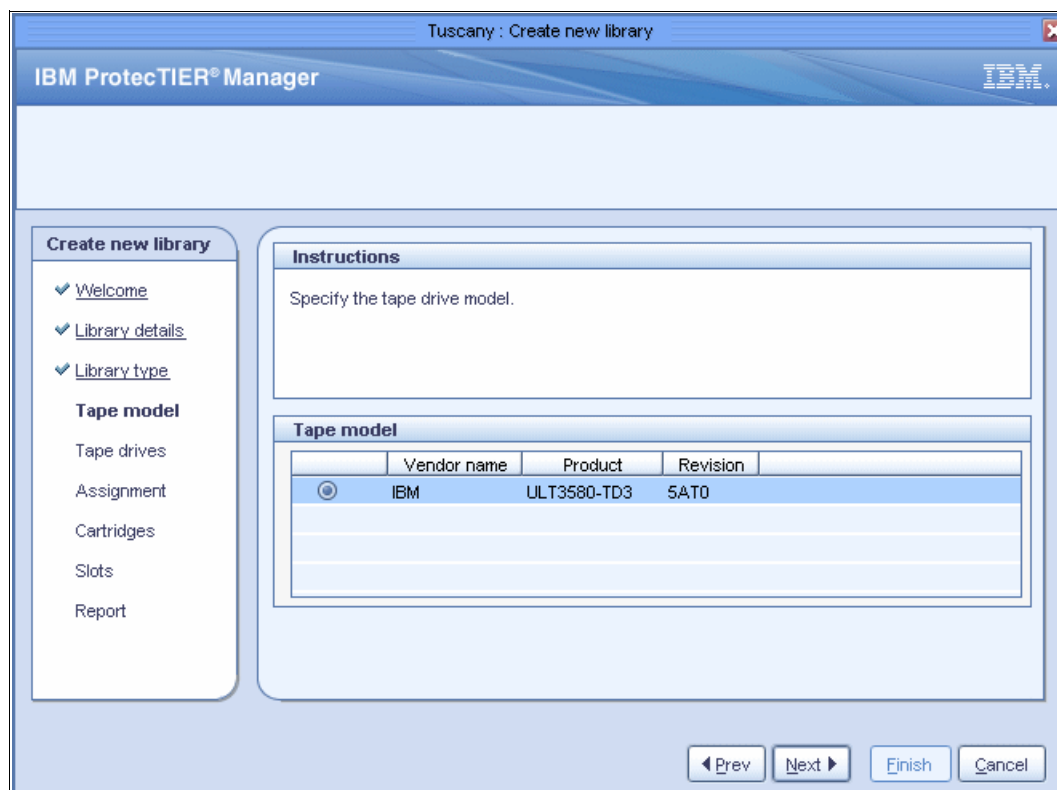 Tuscany : Create new library
IBM ProtecTIER® Manager
IBM.
Create new library
Welcome
Library details
Library type
Tape model
Tape drives
Assignment
Cartridges
Slots
Report
Instructions
Specify the tape drive model.
Tape model
Vendor name Product Revision
IBM ULT3580-TD3 5AT0
Prev Next Finish Cancel